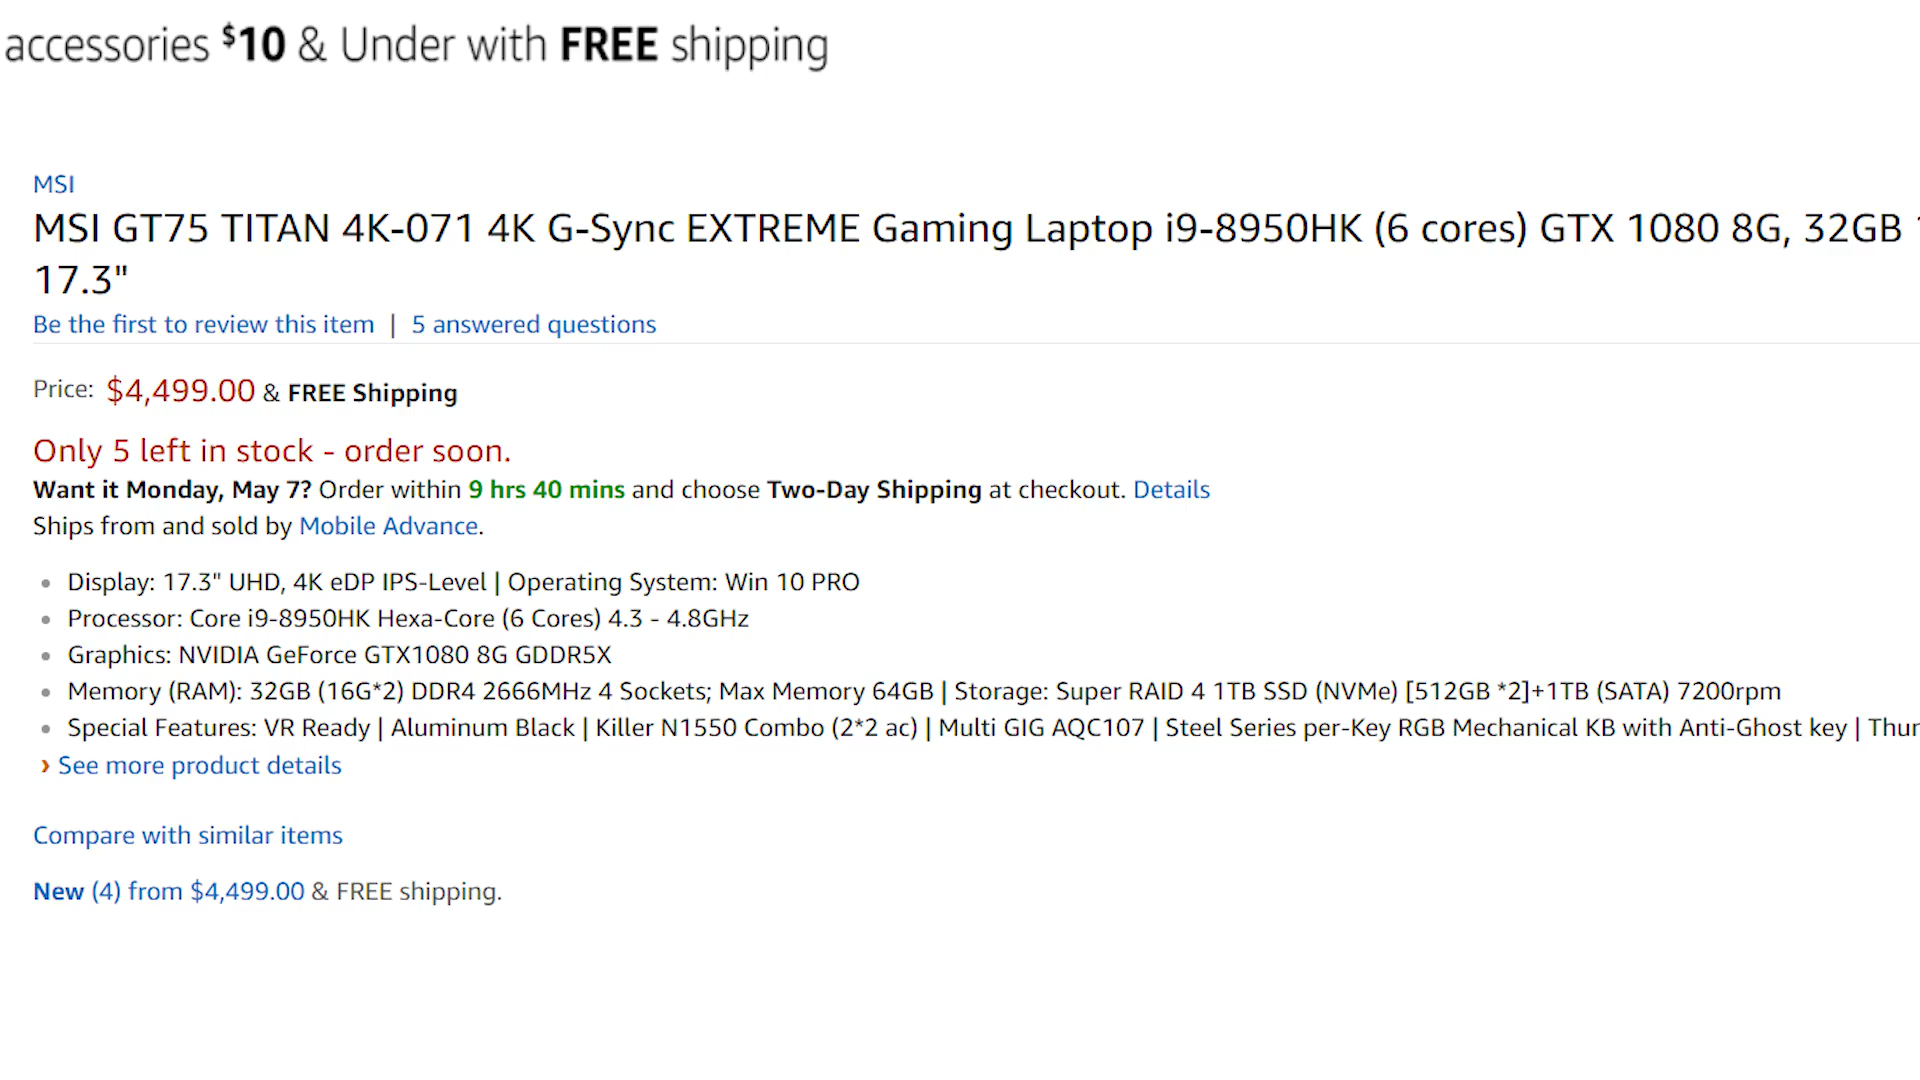 accessories $10 & Under with FREE shipping
MSI
MSI GT75 TITAN 4K-071 4K G-Sync EXTREME Gaming Laptop i9-8950HK (6 cores) GTX 1080 8G, 32GB
17.3"
Be the first to review this item | 5 answered questions
Price: $4,499.00 & FREE Shipping
Only 5 left in stock - order soon.
Want it Monday, May 7? Order within 9 hrs 40 mins and choose Two-Day Shipping at checkout. Details
Ships from and sold by Mobile Advance.
Display: 17.3" UHD, 4K eDP IPS-Level | Operating System: Win 10 PRO
Processor: Core i9-8950HK Hexa-Core (6 Cores) 4.3 - 4.8GHz
Graphics: NVIDIA GeForce GTX1080 8G GDDR5X
Memory (RAM): 32GB (16G*2) DDR4 2666MHz 4 Sockets; Max Memory 64GB | Storage: Super RAID 4 1TB SSD (NVMe) [512GB *2]+1TB (SATA) 7200rpm
Special Features: VR Ready | Aluminum Black | Killer N1550 Combo (2*2 ac) | Multi GIG AQC107 | Steel Series per-Key RGB Mechanical KB with Anti-Ghost key |
› See more product details
Compare with similar items
New (4) from $4,499.00 & FREE shipping.